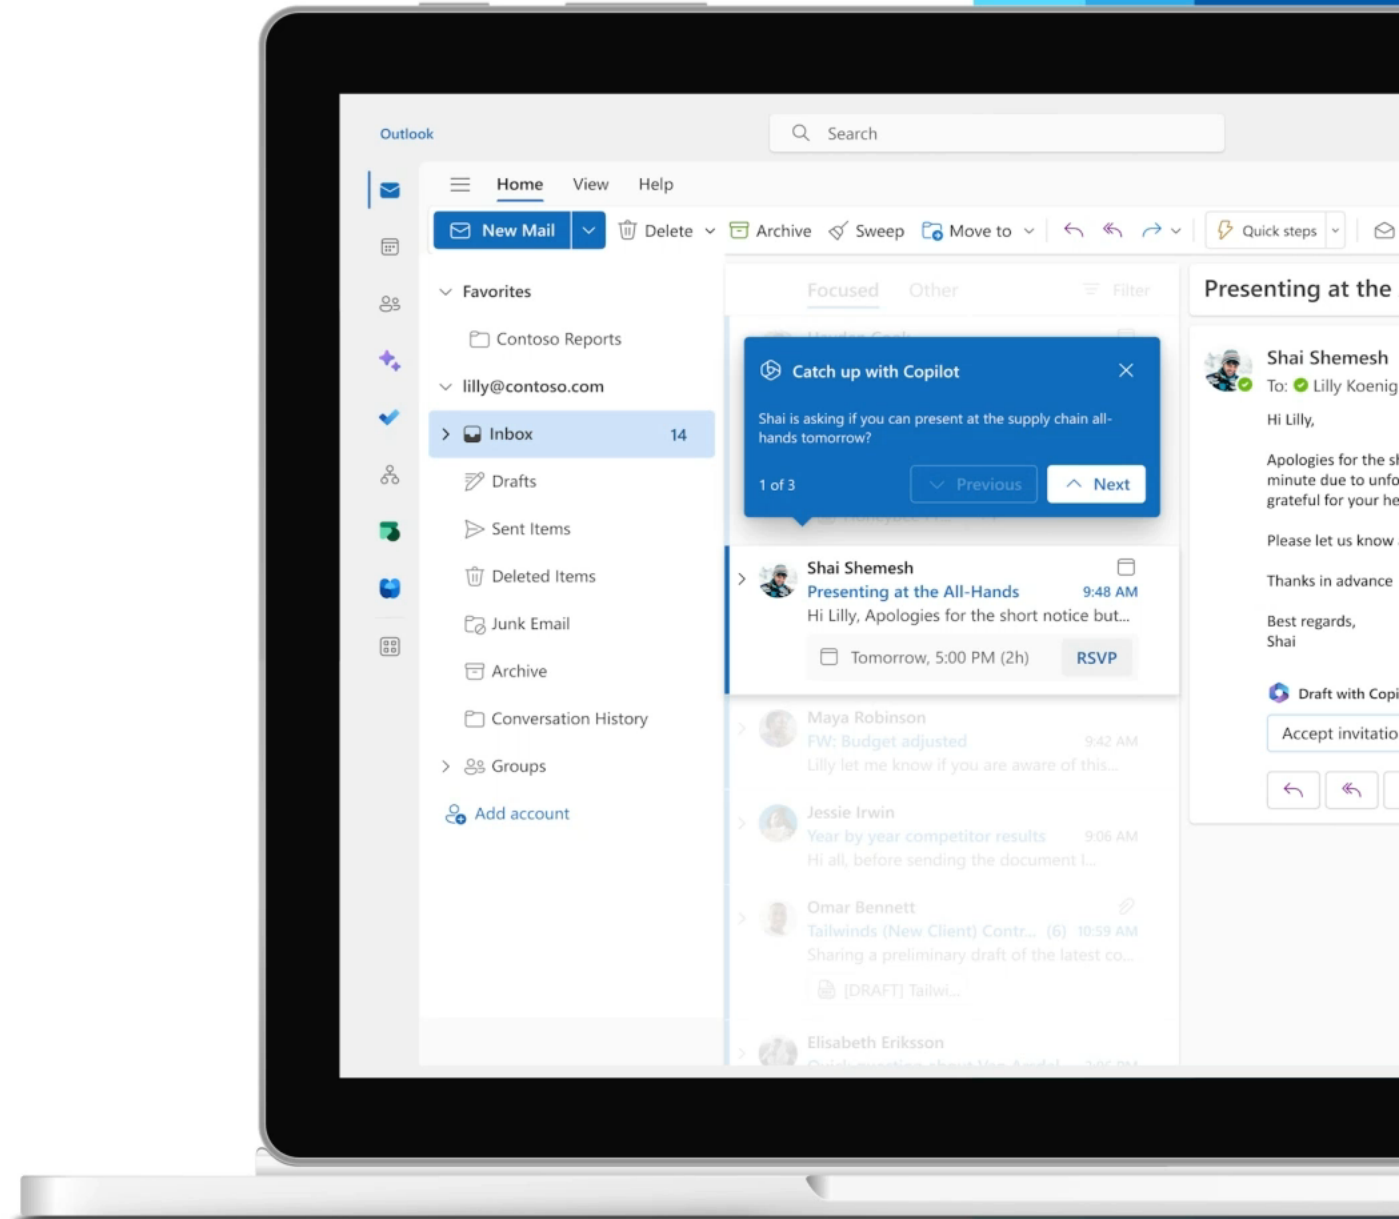 Outlook
Search
Home View Help
New Mail Delete Archive Sweep Move to Quick steps
Favorites
Contoso Reports
lilly@contoso.com
Inbox 14
Drafts
Sent Items
Deleted Items
Junk Email
Archive
Conversation History
Groups
Add account
Focused Other Filter
Catch up with Copilot
Shai is asking if you can present at the supply chain all-
hands tomorrow?
1 of 3 Previous Next
Shai Shemesh
Presenting at the All-Hands 9:48 AM
Hi Lilly, Apologies for the short notice but...
Tomorrow, 5:00 PM (2h) RSVP
Maya Robinson
FW: Budget adjusted 9:42 AM
Lilly let me know if you are aware of this...
Jessie Irwin
Year by year competitor results 9:06 AM
Hi all, before sending the document I...
Omar Bennett
Tailwinds (New Client) Contr... (6) 10:59 AM
Sharing a preliminary draft of the latest co...
[DRAFT] Tailwi...
Elisabeth Eriksson
Presenting at the
Shai Shemesh
To: Lilly Koenig
Hi Lilly,
Apologies for the sh
minute due to unfo
grateful for your he
Please let us know
Thanks in advance
Best regards,
Shai
Draft with Copi
Accept invitatio